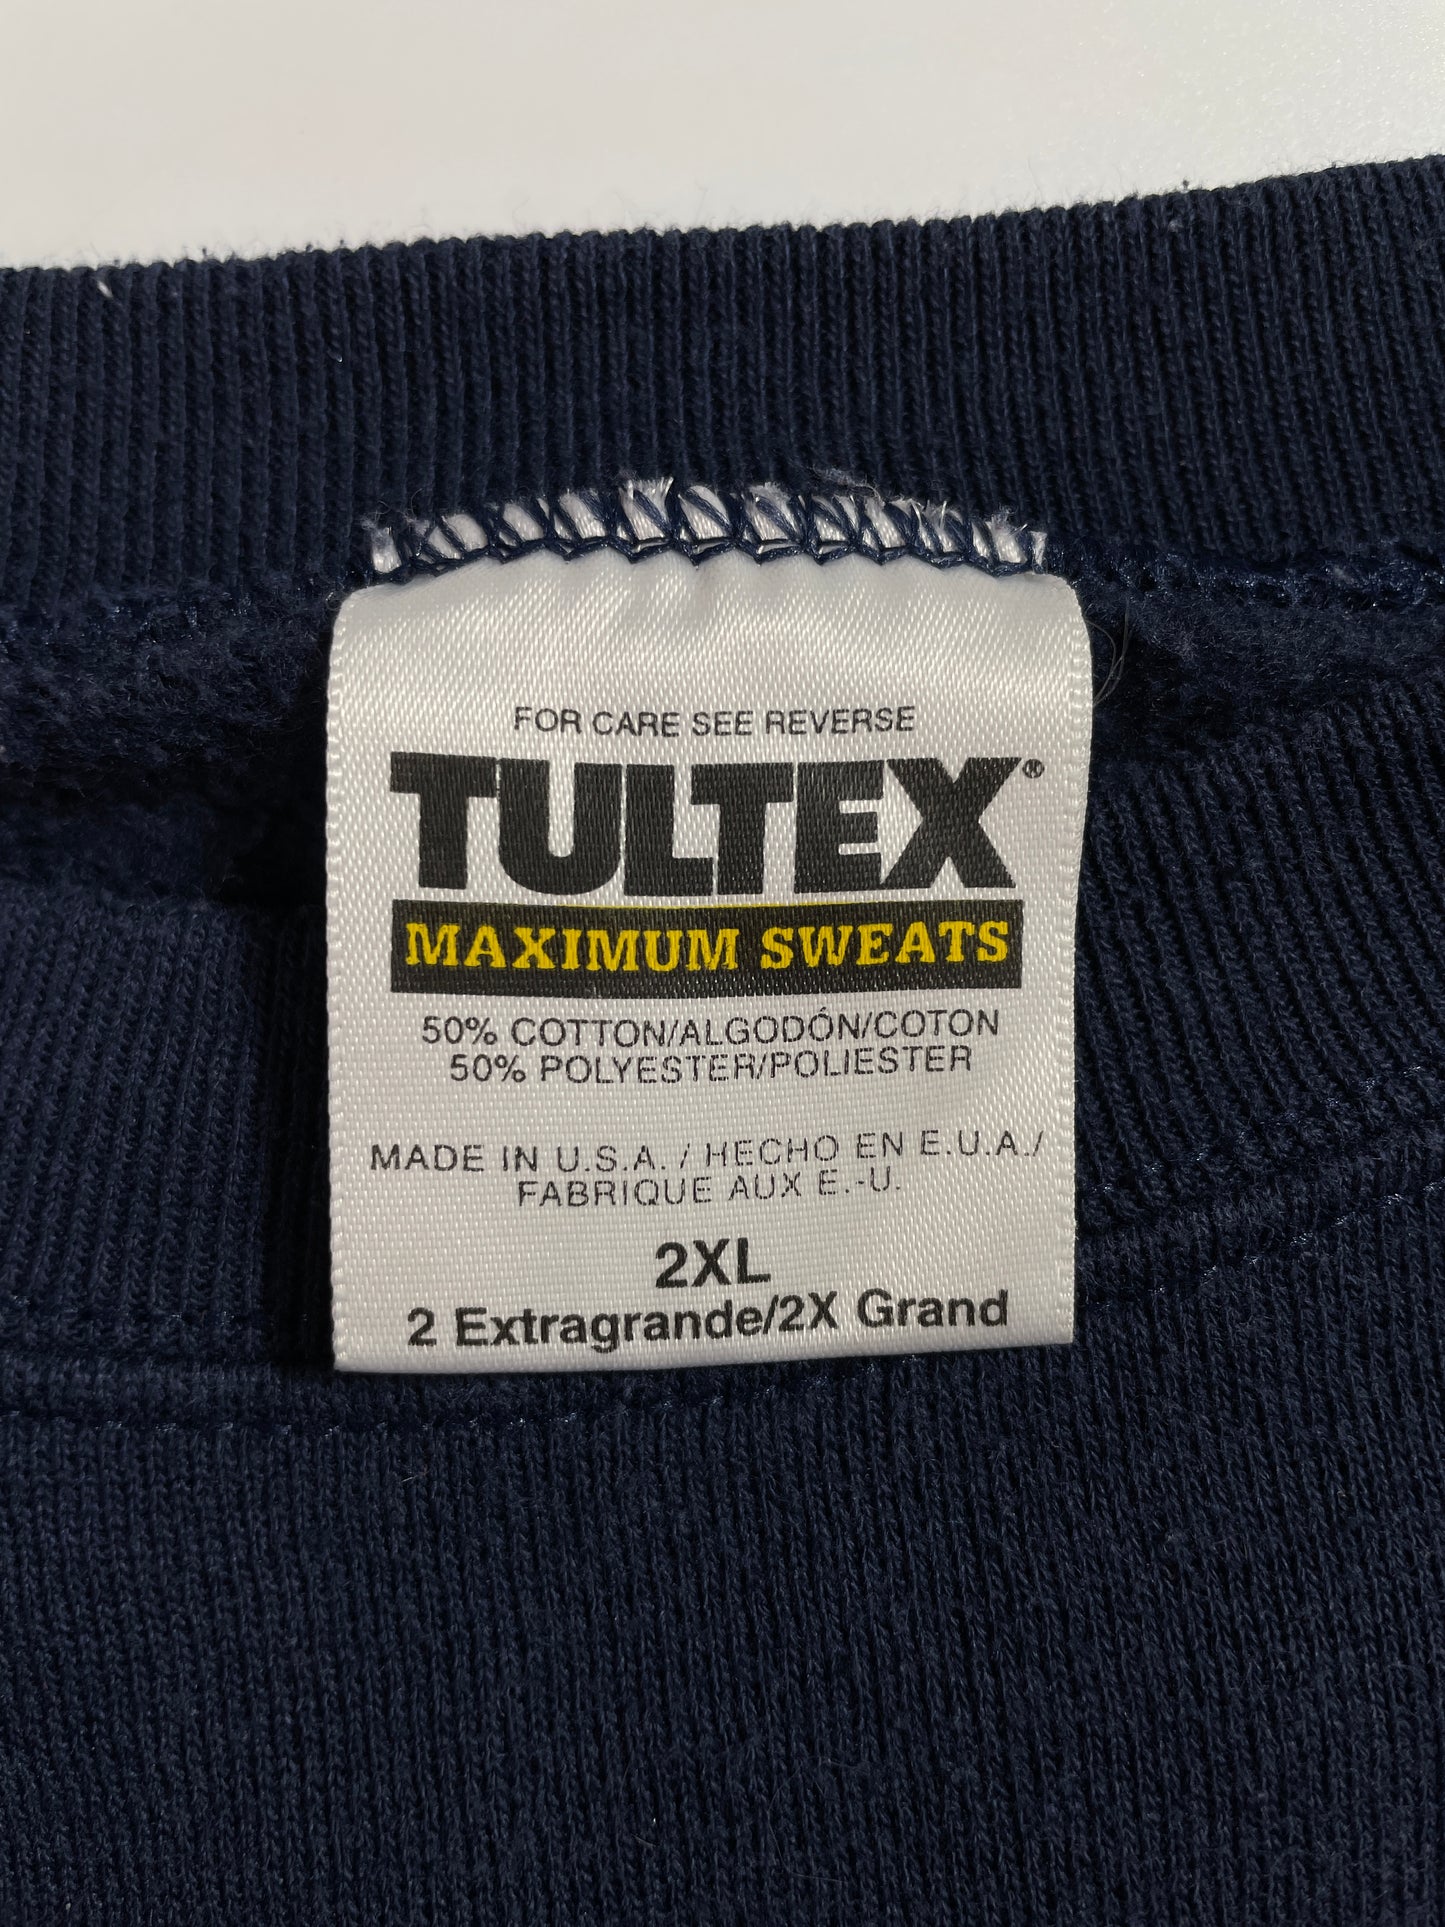 FOR CARE SEE REVERSE
TULTEX®
MAXIMUM SWEATS
50% COTTON/ALGODÓN/COTON
50% POLYESTER/POLIESTER
MADE IN U.S.A. / HECHO EN E.U.A./
FABRIQUE AUX E.-U.
2XL
2 Extragrande/2X Grand